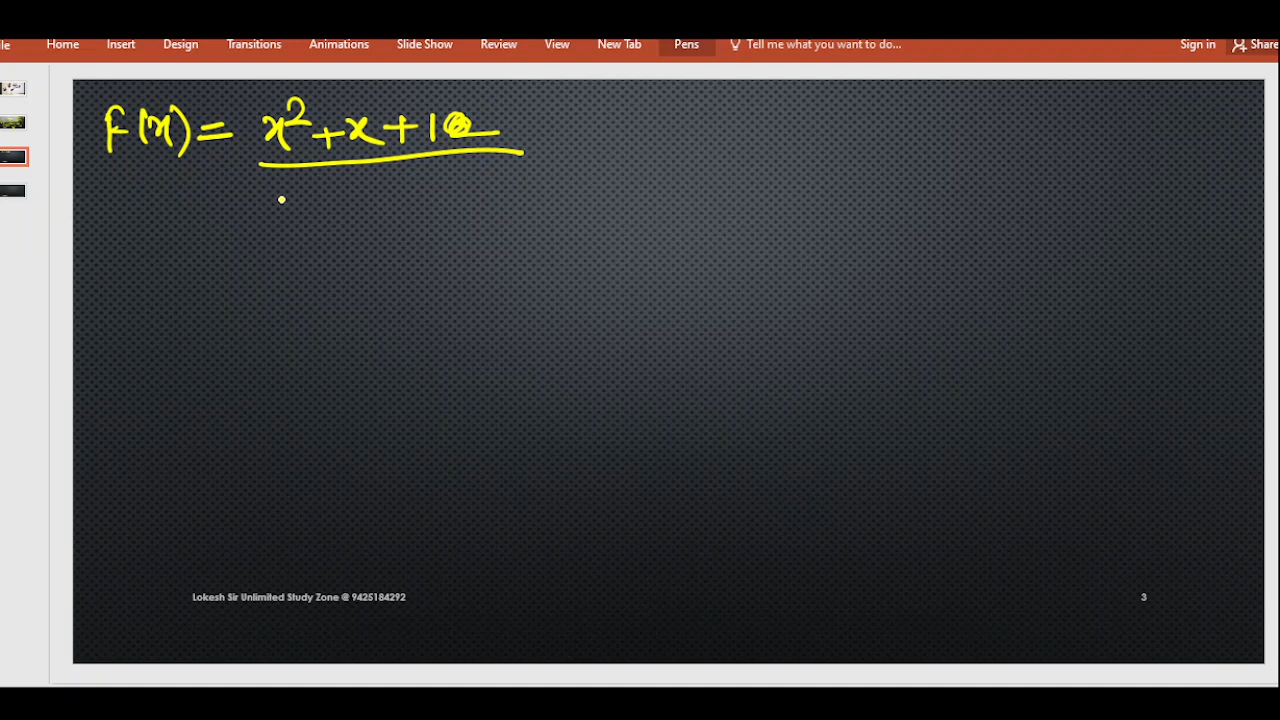 Home Insert Design Transitions Animations Slide Show Review View New Tab Pens Tell me what you want to do... Sign in Share
F(x) = x²+x+1
Lokesh Sir Unlimited Study Zone @ 9425184292
3